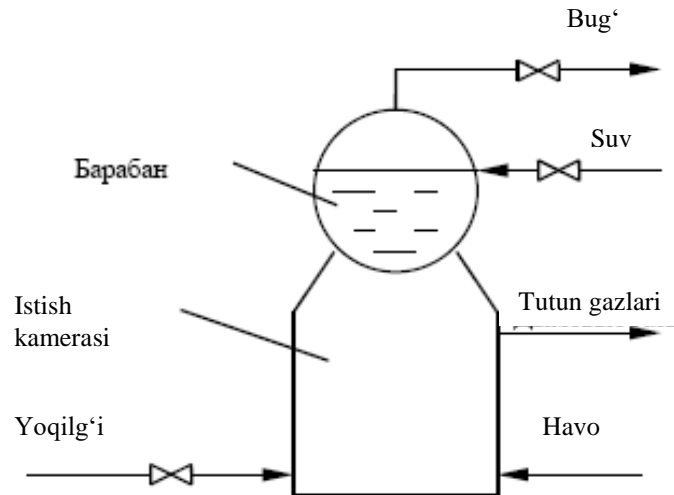 Bug‘
Suv
Барабан
Istish
kamerasi
Tutun gazlari
Yoqilg‘i
Havo